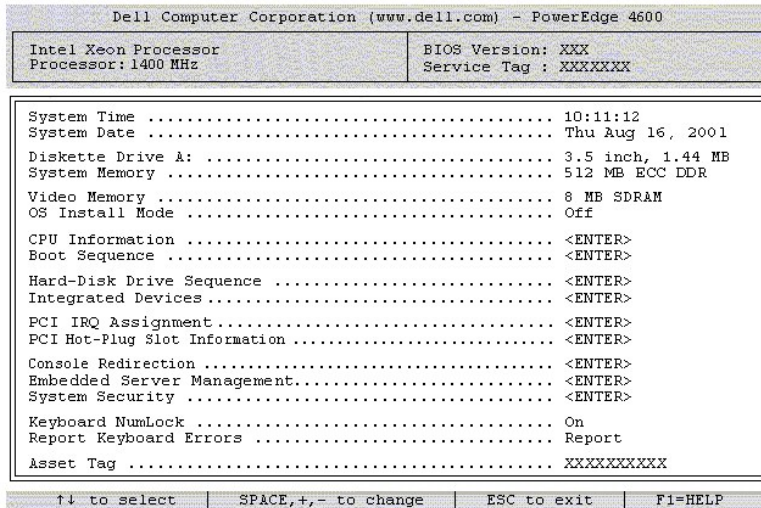 Dell Computer Corporation (www.dell.com) - PowerEdge 4600
Intel Xeon Processor
Processor: 1400 MHz
BIOS Version: XXX
Service Tag : XXXXXXX
System Time ........................................ 10:11:12
System Date ........................................ Thu Aug 16, 2001
Diskette Drive A: .................................. 3.5 inch, 1.44 MB
System Memory ...................................... 512 MB ECC DDR
Video Memory ....................................... 8 MB SDRAM
OS Install Mode .................................... Off
CPU Information .................................... <ENTER>
Boot Sequence ...................................... <ENTER>
Hard-Disk Drive Sequence ........................... <ENTER>
Integrated Devices ................................. <ENTER>
PCI IRQ Assignment ................................. <ENTER>
PCI Hot-Plug Slot Information ...................... <ENTER>
Console Redirection ................................ <ENTER>
Embedded Server Management.......................... <ENTER>
System Security .................................... <ENTER>
Keyboard NumLock ................................... On
Report Keyboard Errors ............................. Report
Asset Tag .......................................... XXXXXXXXXX
↑↓ to select | SPACE,+,- to change | ESC to exit | F1=HELP